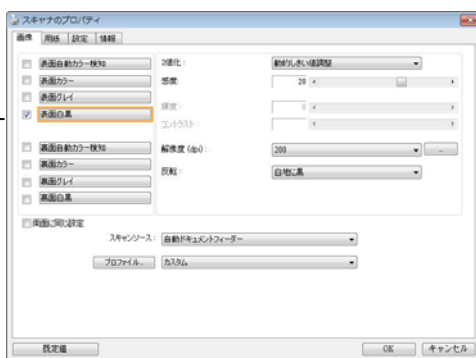 スキャナのプロパティ
画像 用紙 設定 情報
表面自動カラー検知
表面カラー
表面グレイ
表面白黒
裏面自動カラー検知
裏面カラー
裏面グレイ
裏面白黒
2値化: 動的しきい値調整
感度: 20
輝度: 0
コントラスト:
解像度 (dpi): 200 ...
反転: 白地に黒
両面に同じ設定
スキャンソース: 自動ドキュメントフィーダー
プロファイル... カスタム
既定値 OK キャンセル